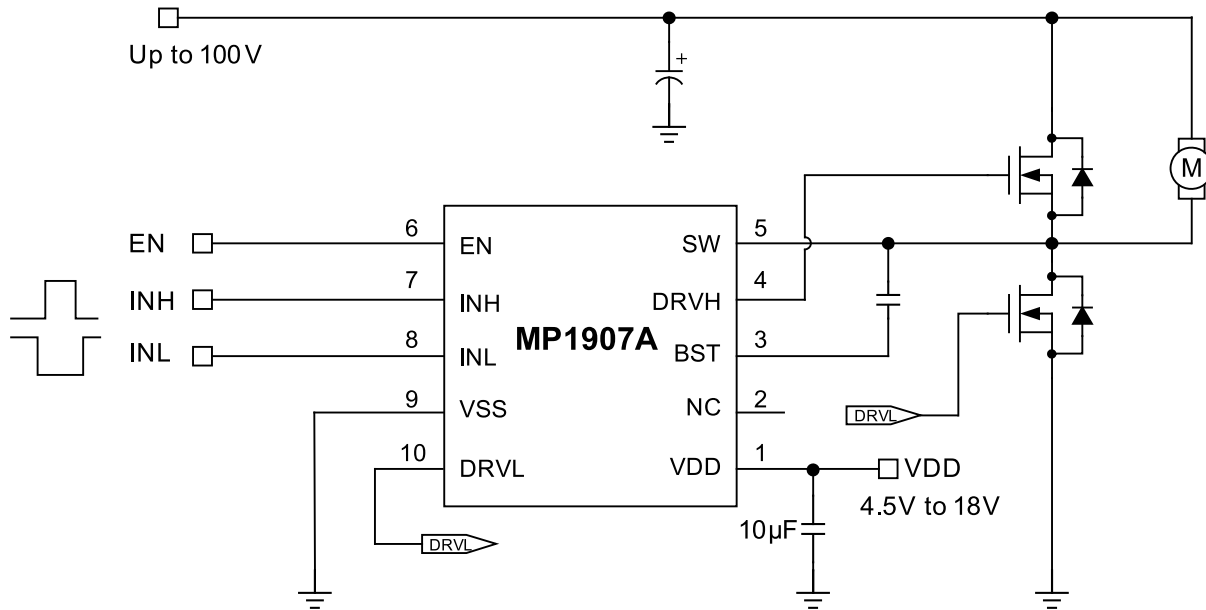 Up to 100V
+
M
EN
6
EN
SW
5
INH
7
INH
DRVH
4
MP1907A
INL
8
INL
BST
3
9
VSS
NC
2
DRVL
10
DRVL
VDD
1
VDD
4.5V to 18V
10µF
DRVL